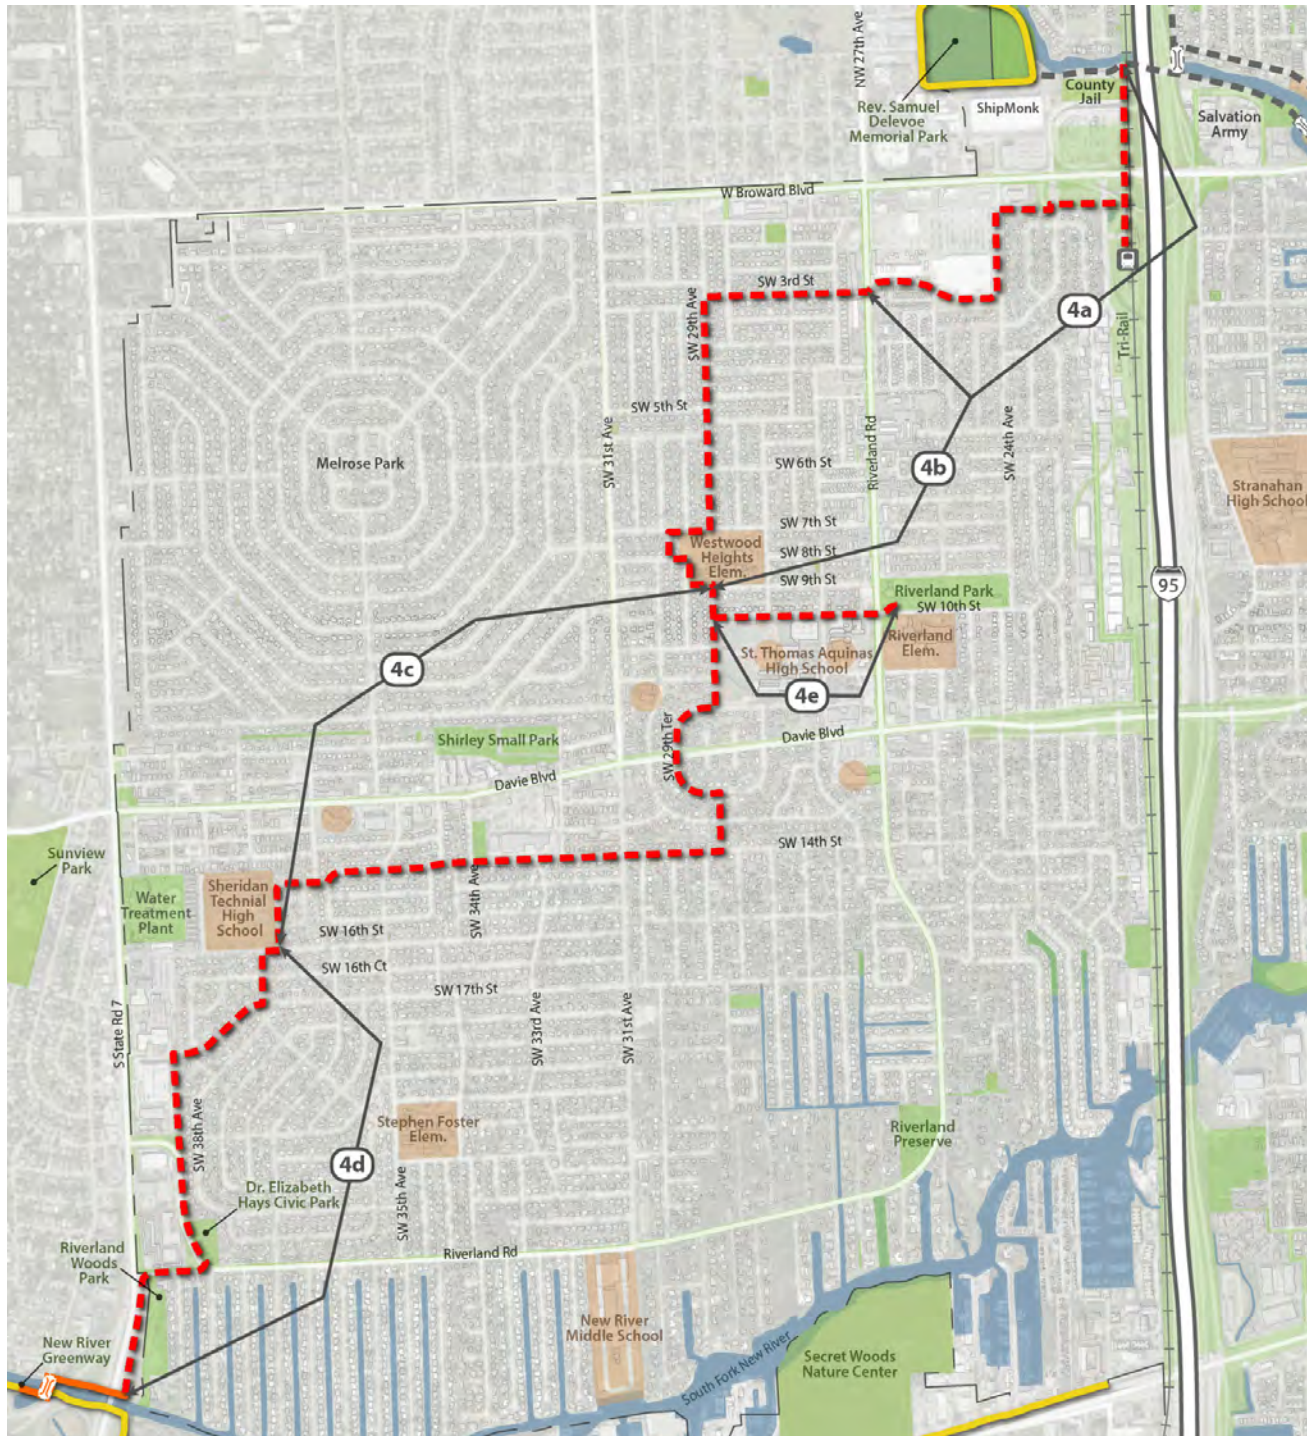 NW 27th Ave
Rev. Samuel
Delevoe
Memorial Park
ShipMonk
County
Jail
Salvation
Army
W Broward Blvd
SW 3rd St
SW 29th Ave
4a
Tri-Rail
SW 5th St
SW 31st Ave
Melrose Park
SW 6th St
Riverland Rd
4b
SW 24th Ave
Stranahan
High School
SW 7th St
Westwood
Heights
Elem.
SW 8th St
SW 9th St
95
Riverland Park
SW 10th St
Riverland
Elem.
St. Thomas Aquinas
High School
4c
4e
SW 29th Ter
Shirley Small Park
Davie Blvd
Davie Blvd
SW 14th St
Sunview
Park
Water
Treatment
Plant
Sheridan
Technial
High
School
SW 34th Ave
SW 16th St
SW 16th Ct
SW 17th St
S State Rd 7
SW 33rd Ave
SW 31st Ave
SW 38th Ave
Stephen Foster
Elem.
Riverland
Preserve
4d
Dr. Elizabeth
Hays Civic Park
SW 35th Ave
Riverland
Woods
Park
Riverland Rd
New River
Greenway
New River
Middle School
South Fork New River
Secret Woods
Nature Center